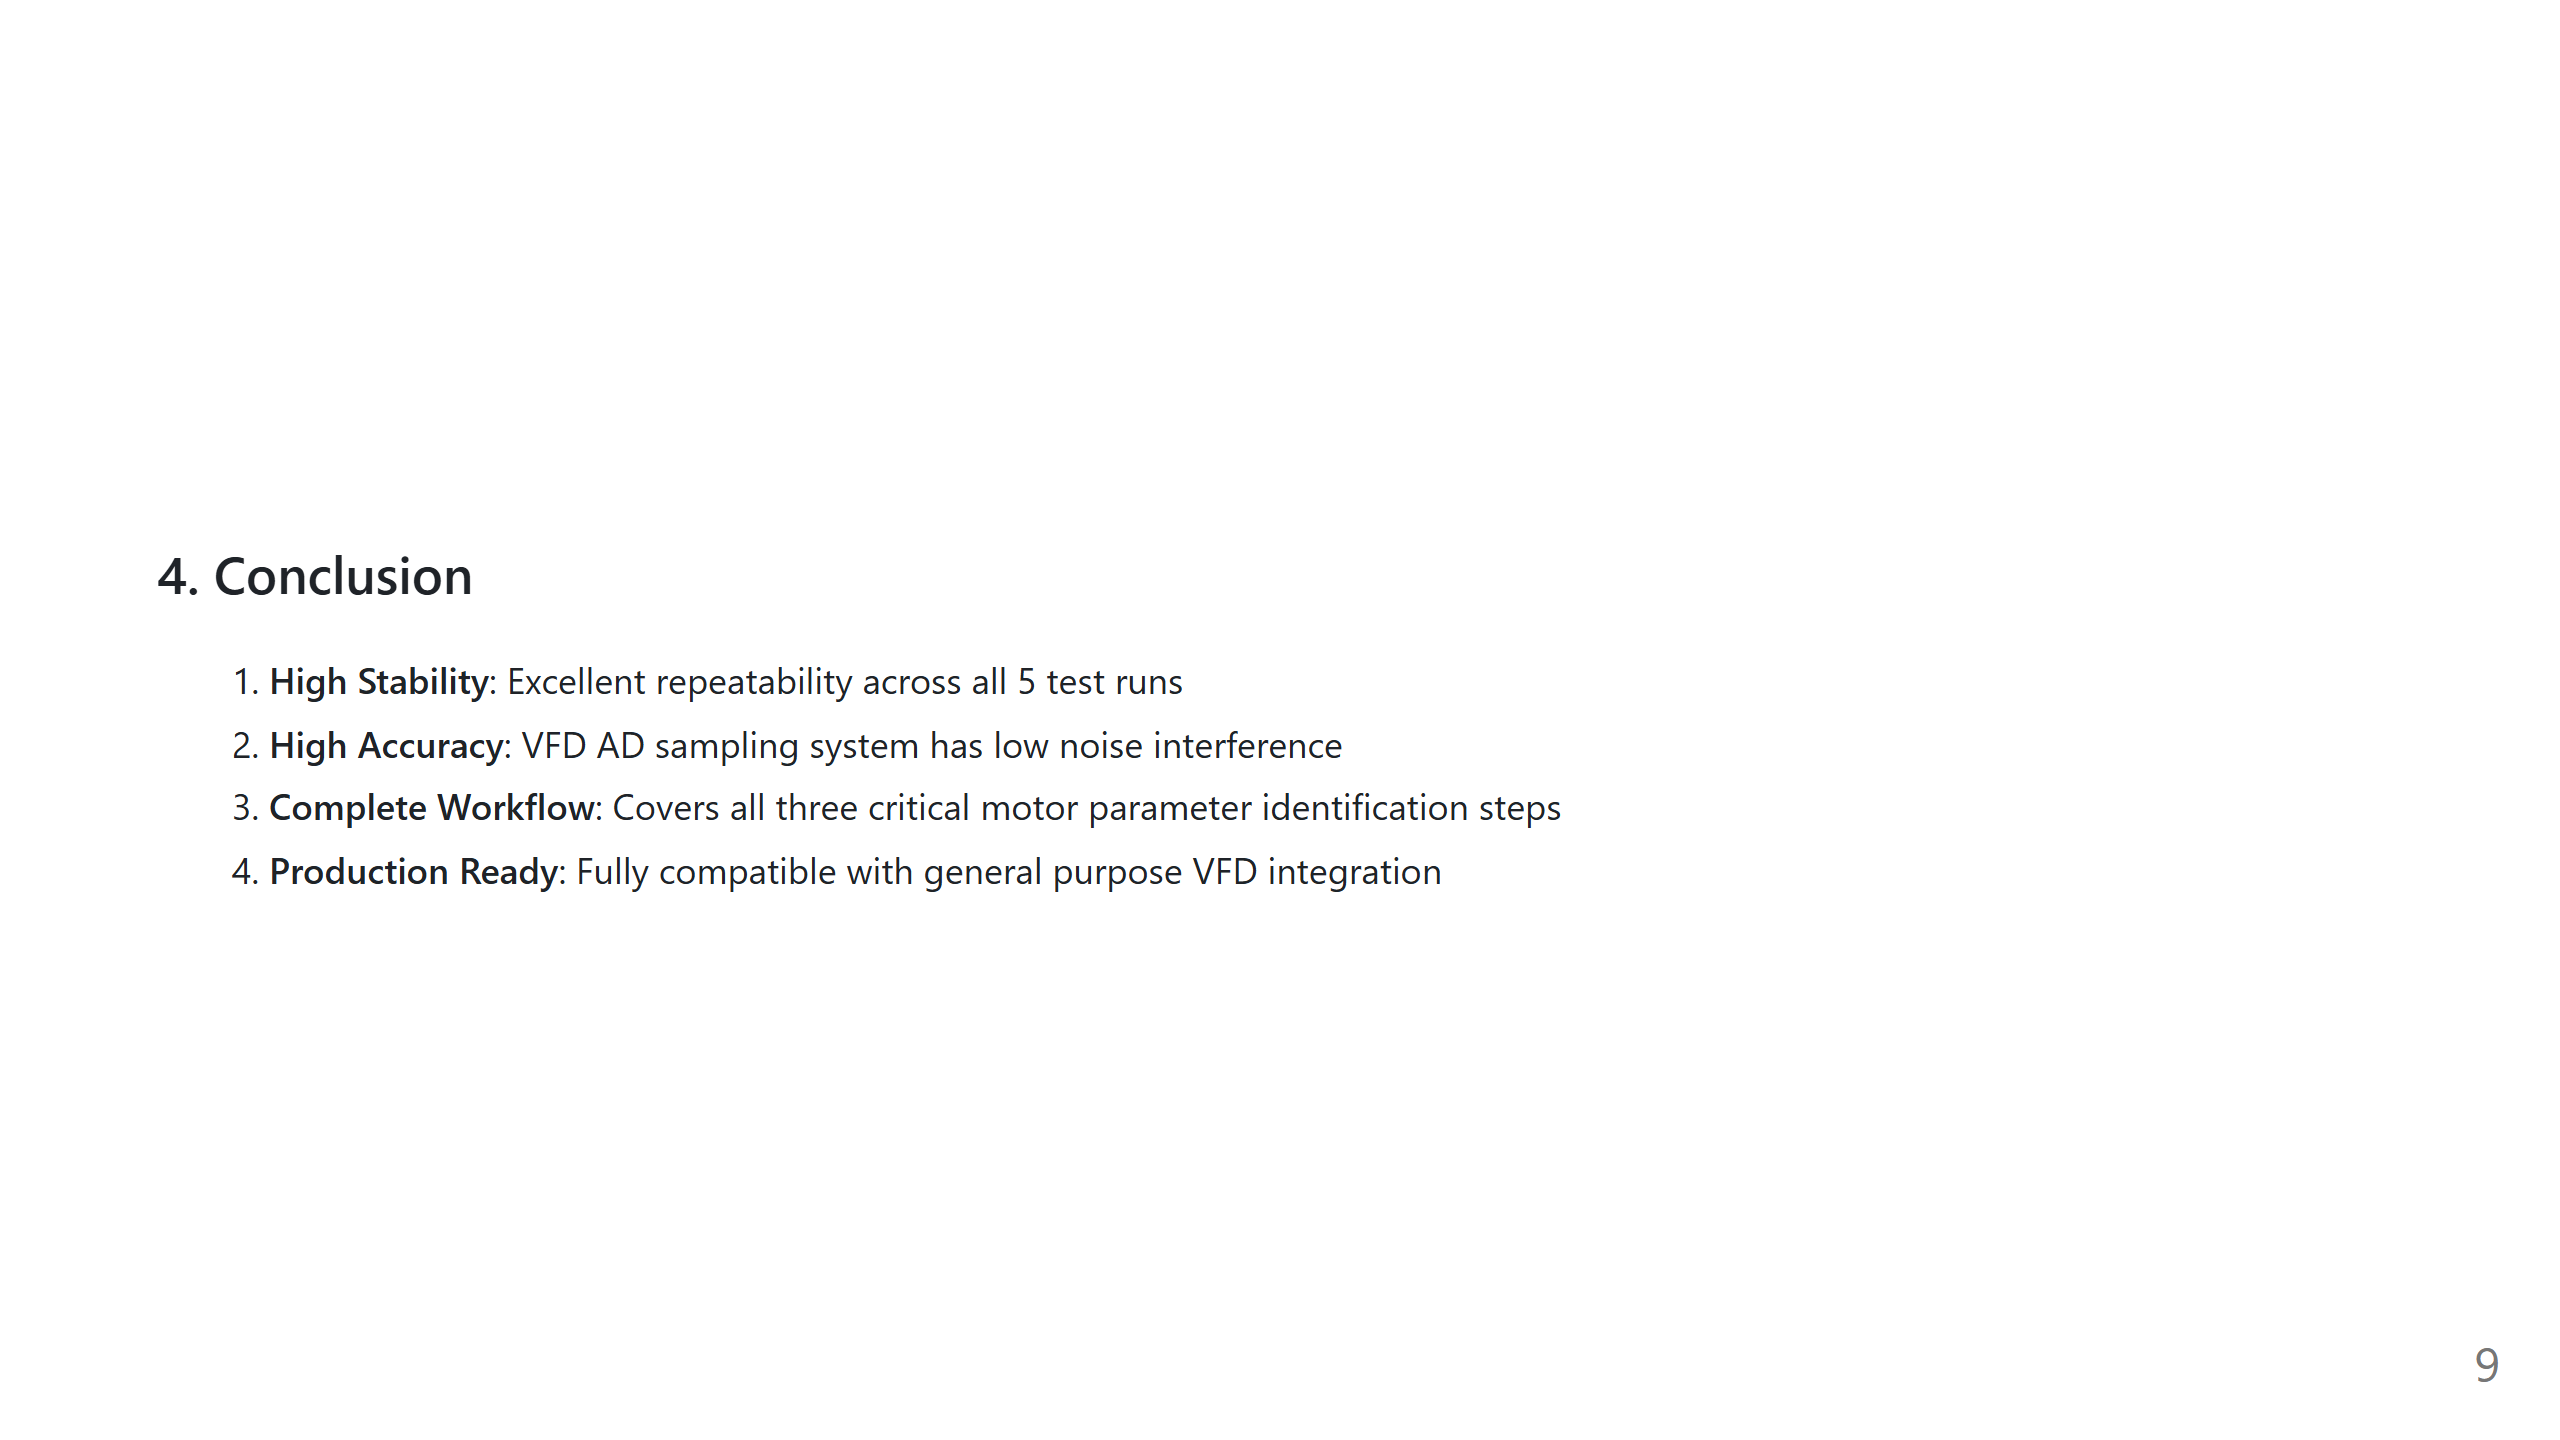 4. Conclusion
1. High Stability: Excellent repeatability across all 5 test runs
2. High Accuracy: VFD AD sampling system has low noise interference
3. Complete Workflow: Covers all three critical motor parameter identification steps
4. Production Ready: Fully compatible with general purpose VFD integration
9